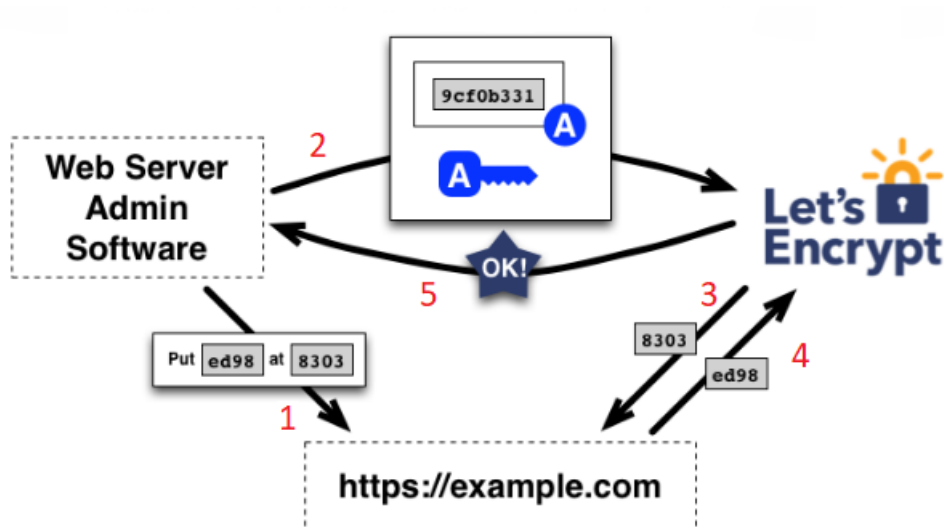 9cf0b331
A
2
A
Web Server
Admin
Software
Let's
Encrypt
OK!
5
3
8303
4
ed98
Put ed98 at 8303
1
https://example.com